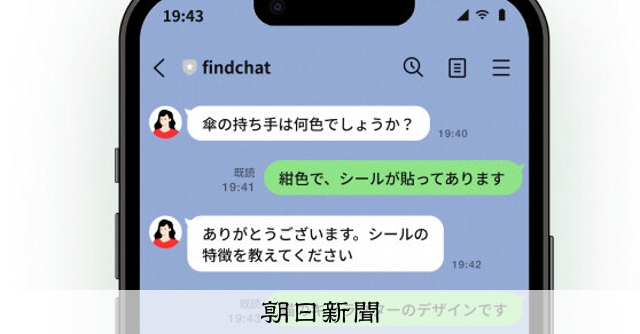 19:43
findchat
傘の持ち手は何色でしょうか？
19:40
既読
19:41
紺色で、シールが貼ってあります
ありがとうございます。シールの
特徴を教えてください
19:42
既読
19:43
ターのデザインです
朝日新聞